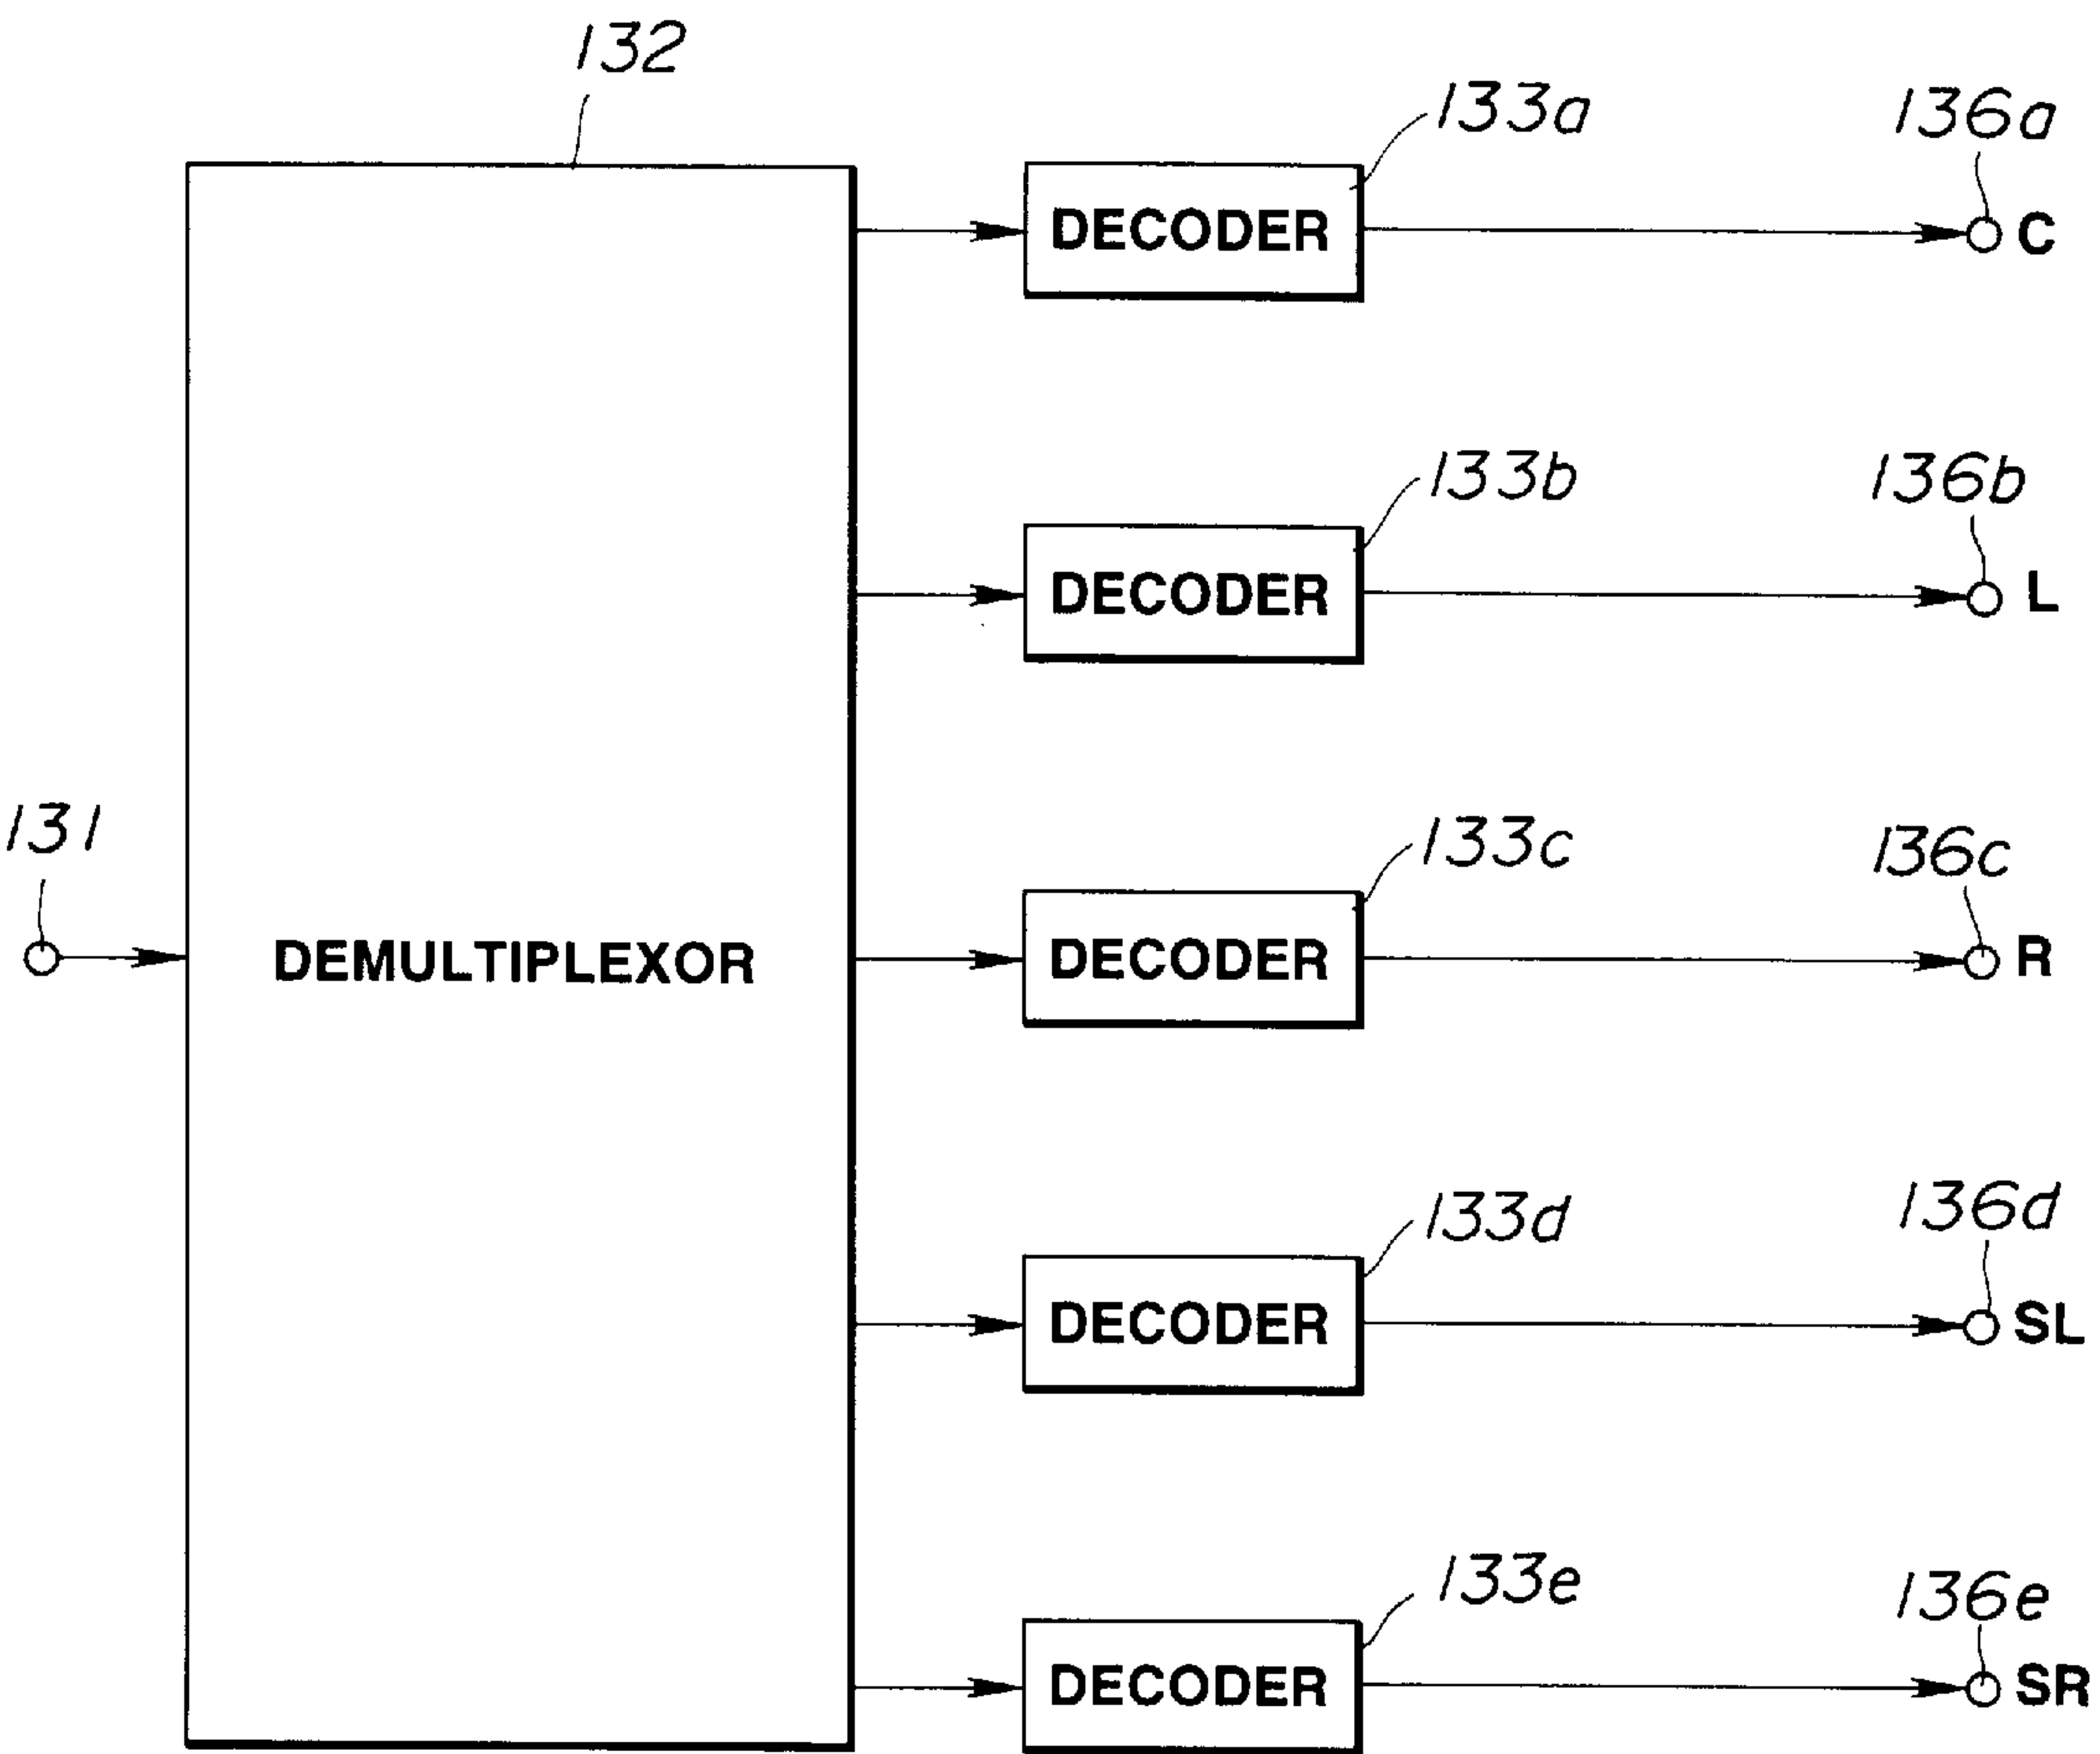 132
133a
136a
DECODER
C
133b
136b
DECODER
L
131
133c
136c
DEMULTIPLEXOR
DECODER
R
133d
136d
DECODER
SL
133e
136e
DECODER
SR